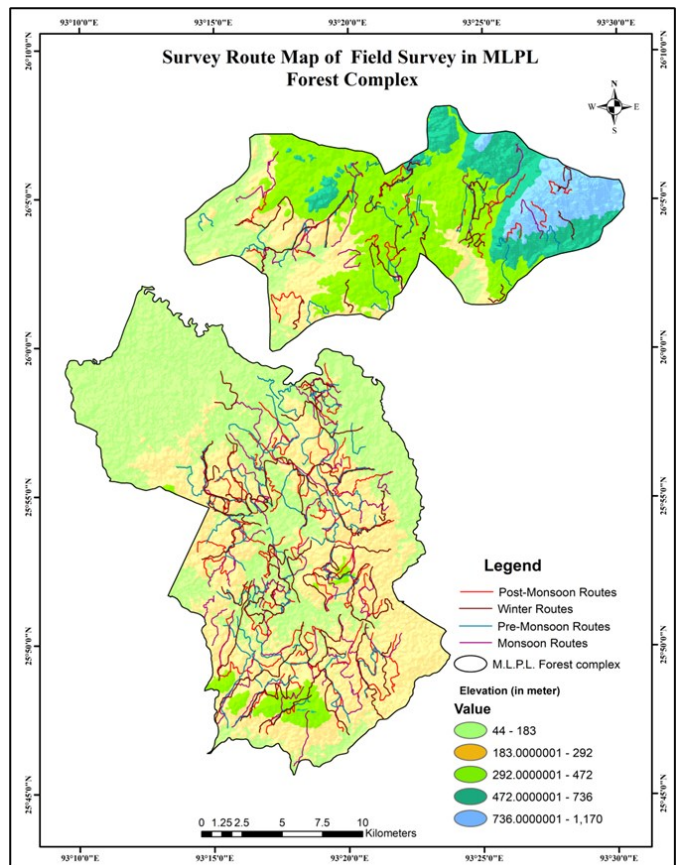 93°10'0"E 93°15'0"E 93°20'0"E 93°25'0"E 93°30'0"E
Survey Route Map of Field Survey in MLPL
Forest Complex
N
W E
S
26°10'0"N 26°10'0"N
26°5'0"N 26°5'0"N
26°0'0"N 26°0'0"N
25°55'0"N 25°55'0"N
25°50'0"N 25°50'0"N
25°45'0"N 25°45'0"N
Legend
Post-Monsoon Routes
Winter Routes
Pre-Monsoon Routes
Monsoon Routes
M.L.P.L. Forest complex
Elevation (in meter)
Value
44 - 183
183.0000001 - 292
292.0000001 - 472
472.0000001 - 736
736.0000001 - 1,170
0 1.25 2.5 5 7.5 10
Kilometers
93°10'0"E 93°15'0"E 93°20'0"E 93°25'0"E 93°30'0"E